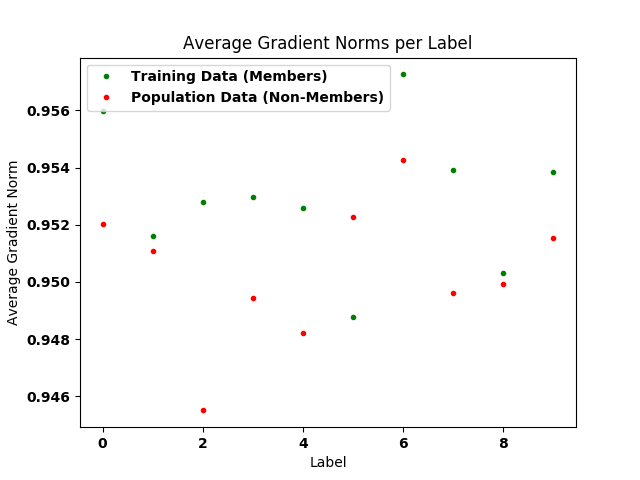 Average Gradient Norms per Label
Training Data (Members)
Population Data (Non-Members)
0.956
0.954
0.952
0.950
0.948
0.946
Average Gradient Norm
0 2 4 6 8
Label